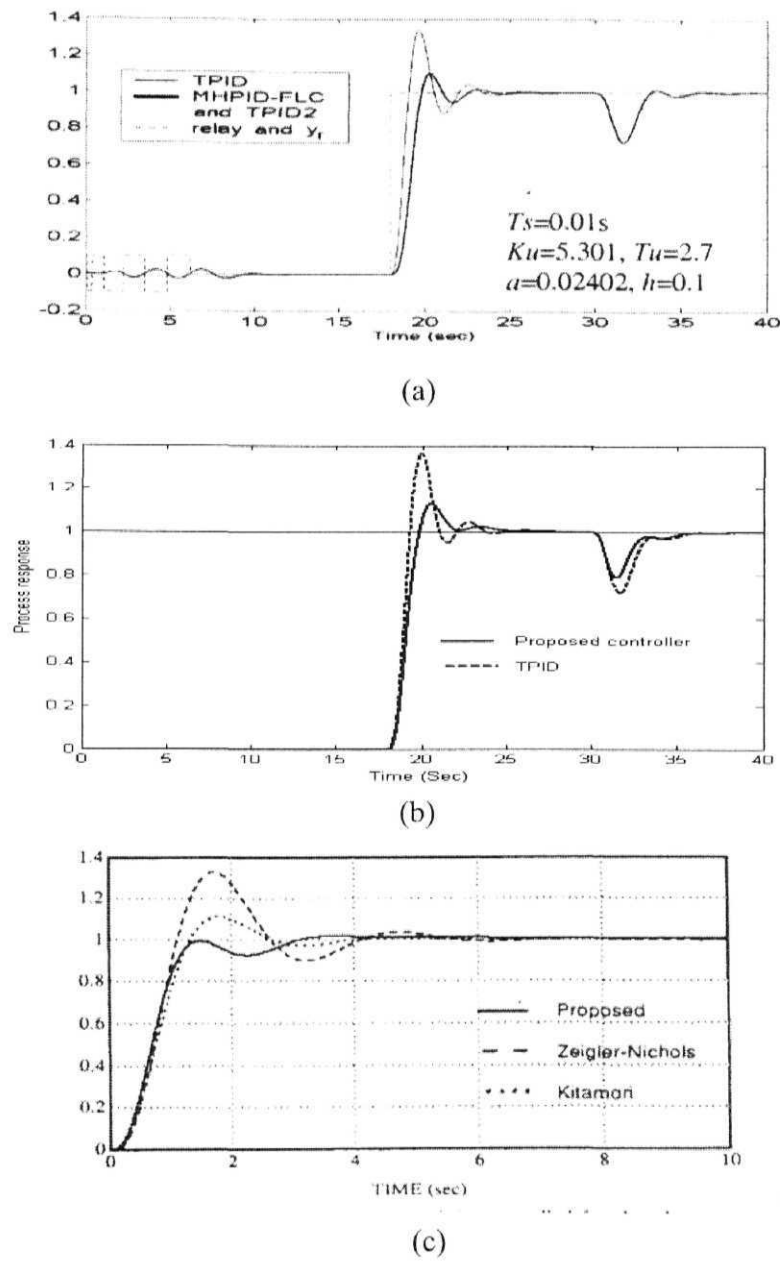 1.4
1.2
1
0.8
0.6
0.4
0.2
0
-0.2
TPID
MHPID-FLC
and TPID2
relay and yr
Ts=0.01s
Ku=5.301, Tu=2.7
a=0.02402, h=0.1
0 5 10 15 20 25 30 35 40
Time (sec)
(a)
1.4
1.2
1
0.8
0.6
0.4
0.2
0
Process response
Proposed controller
TPID
0 5 10 15 20 25 30 35 40
Time (Sec)
(b)
1.4
1.2
1
0.8
0.6
0.4
0.2
0
Proposed
Zeigler-Nichols
Kitamori
0 2 4 6 8 10
TIME (sec)
(c)